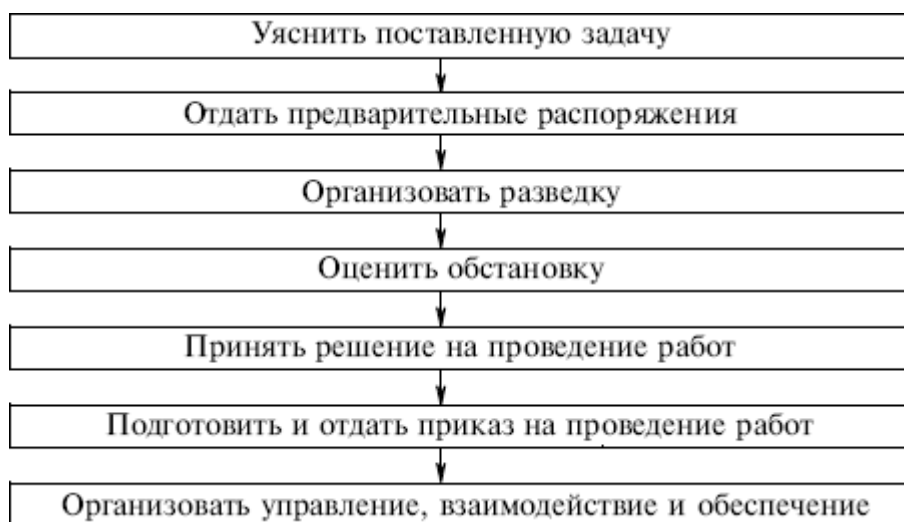 Уяснить поставленную задачу
Отдать предварительные распоряжения
Организовать разведку
Оценить обстановку
Принять решение на проведение работ
Подготовить и отдать приказ на проведение работ
Организовать управление, взаимодействие и обеспечение